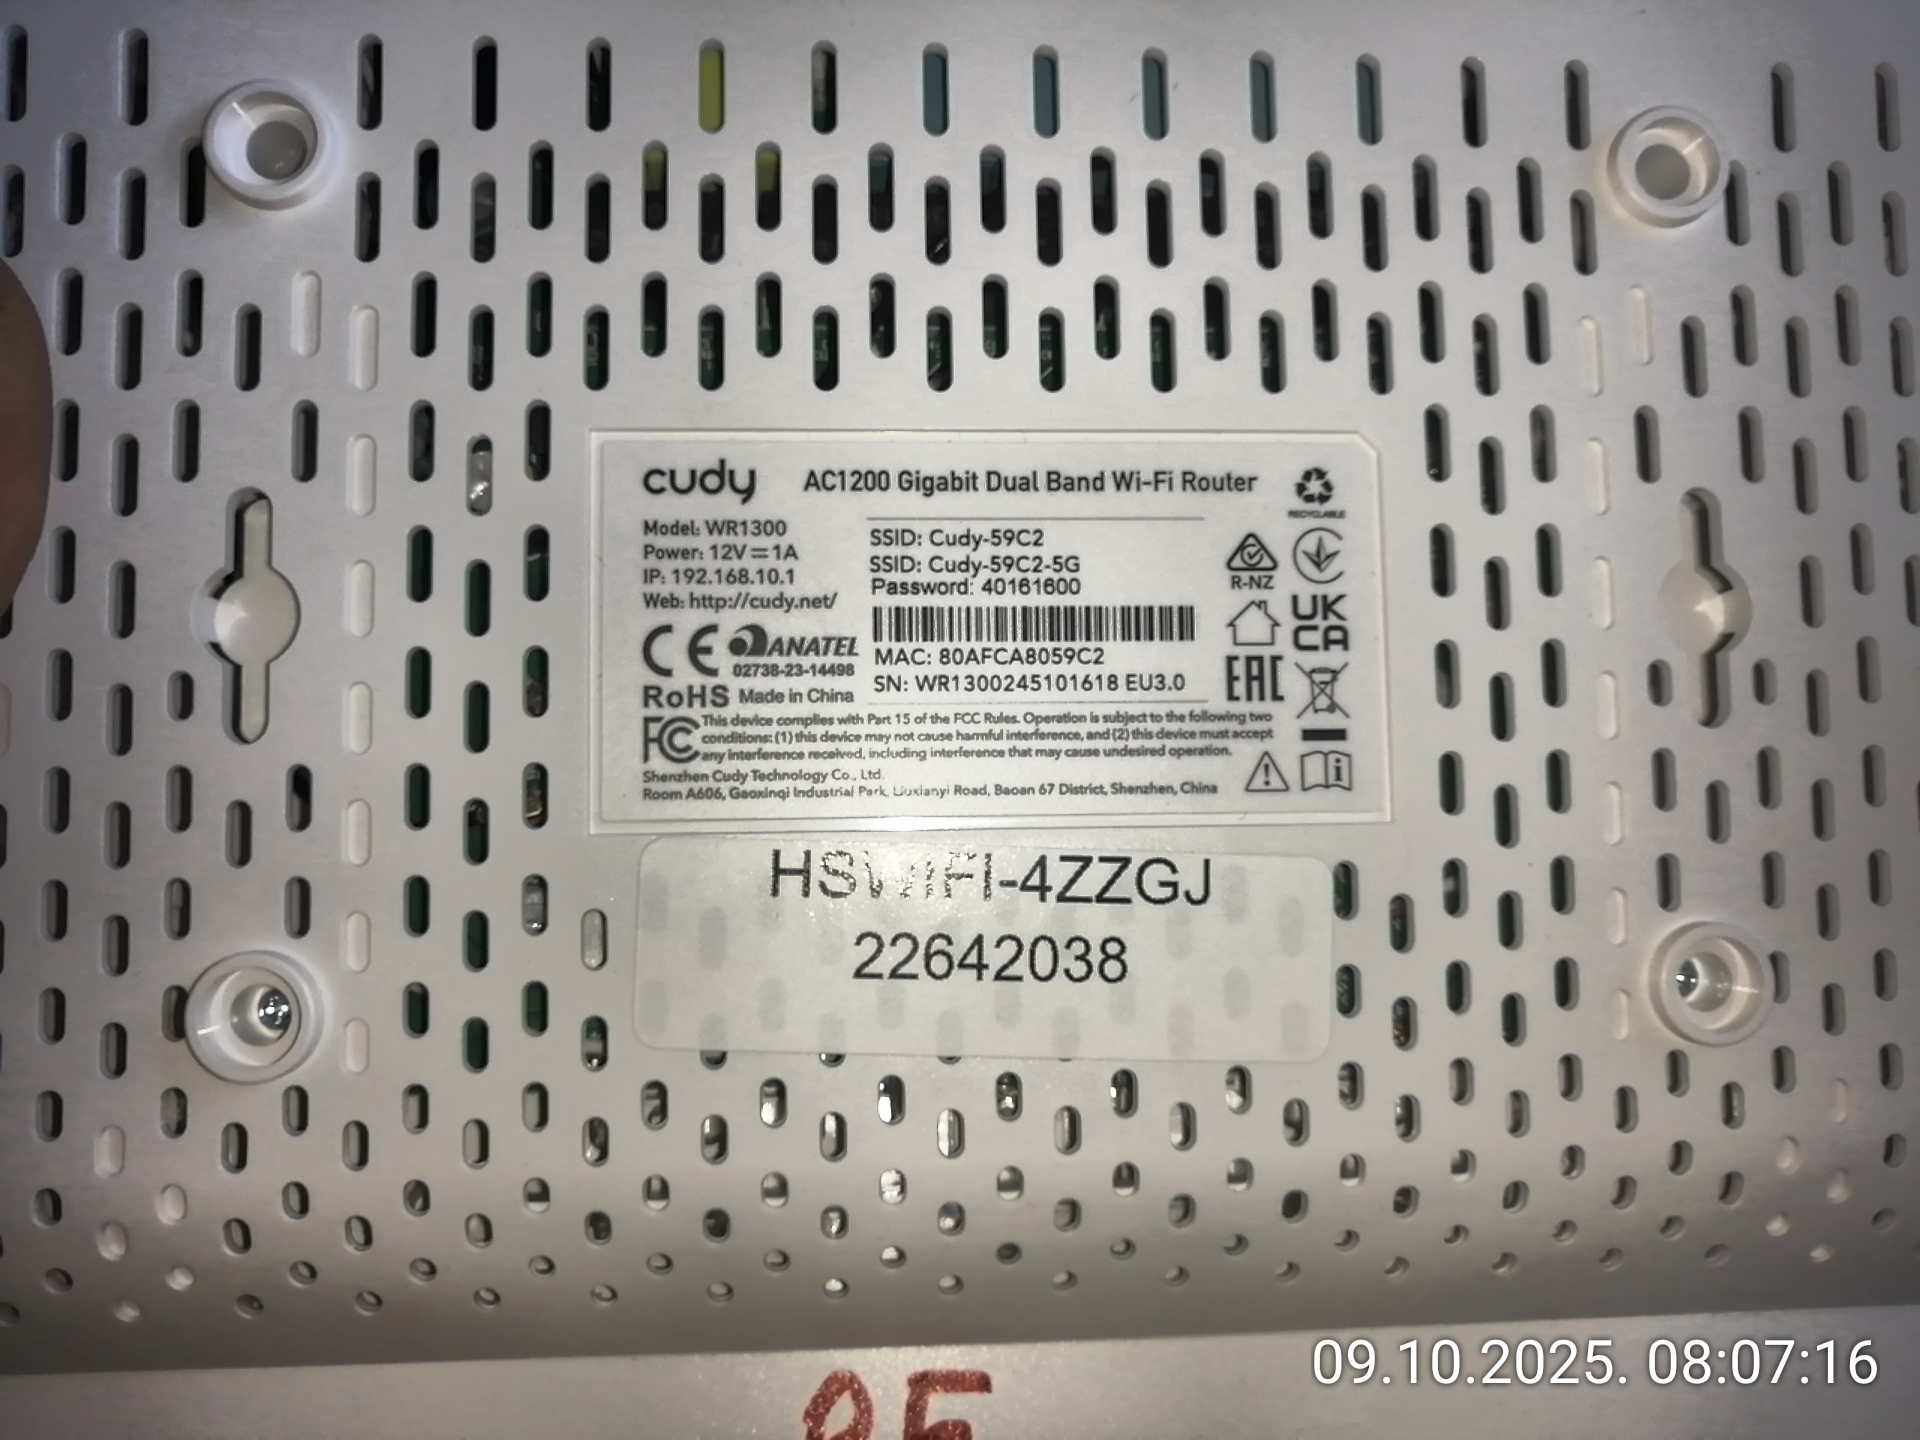 cudy AC1200 Gigabit Dual Band Wi-Fi Router
RECYCLABLE
Model: WR1300
Power: 12V⎓1A
IP: 192.168.10.1
Web: http://cudy.net/
SSID: Cudy-59C2
SSID: Cudy-59C2-5G
Password: 40161600
R-NZ
CE ANATEL
02738-23-14498
RoHS Made in China
MAC: 80AFCA8059C2
SN: WR1300245101618 EU3.0
UK
CA
EAC
FC This device complies with Part 15 of the FCC Rules. Operation is subject to the following two
conditions: (1) this device may not cause harmful interference, and (2) this device must accept
any interference received, including interference that may cause undesired operation.
Shenzhen Cudy Technology Co., Ltd.
Room A606, Gaoxinqi Industrial Park, Liuxianyi Road, Baoan 67 District, Shenzhen, China
HSWIFI-4ZZGJ
22642038
09.10.2025. 08:07:16